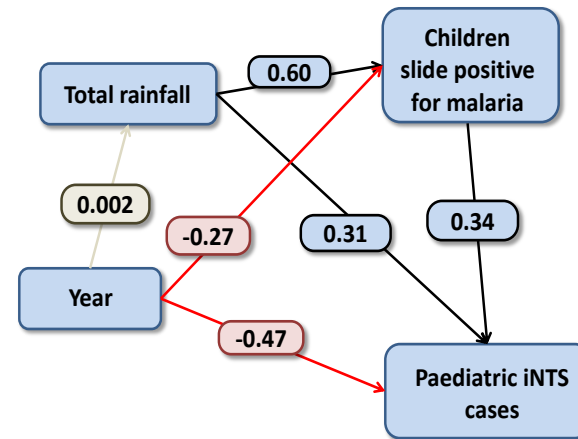 Children
slide positive
for malaria
0.60
Total rainfall
0.002
-0.27
0.31
0.34
Year
-0.47
Paediatric iNTS
cases